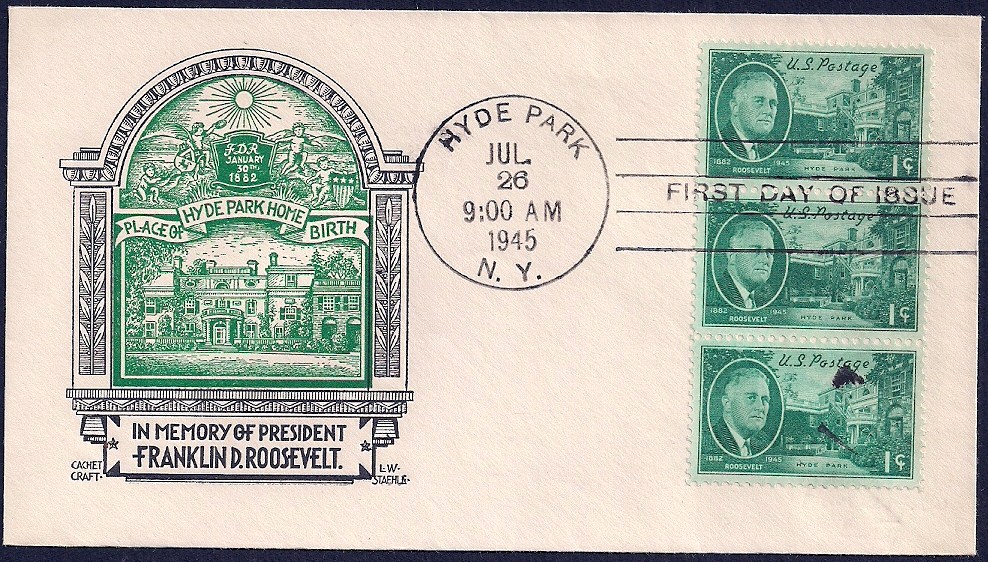 F.D.R.
JANUARY
30TH.
1882
HYDE PARK HOME
PLACE OF BIRTH
IN MEMORY OF PRESIDENT
FRANKLIN D. ROOSEVELT.
CACHET
CRAFT-
L-W-
STAEHLE-
HYDE PARK
JUL
26
9:00 AM
1945
N. Y.
FIRST DAY OF ISSUE
U.S. Postage
1882 1945
ROOSEVELT HYDE PARK 1¢
U.S. Postage
1882 1945
ROOSEVELT HYDE PARK 1¢
U.S. Postage
1882 1945
ROOSEVELT HYDE PARK 1¢